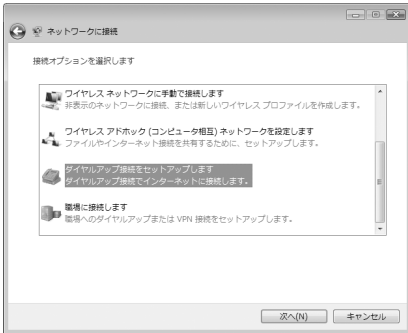 ネットワークに接続
接続オプションを選択します
ワイヤレス ネットワークに手動で接続します
非表示のネットワークに接続、または新しいワイヤレス プロファイルを作成します。
ワイヤレス アドホック (コンピュータ相互) ネットワークを設定します
ファイルやインターネット接続を共有するために、セットアップします。
ダイヤルアップ接続をセットアップします
ダイヤルアップ接続でインターネットに接続します。
職場に接続します
職場へのダイヤルアップまたは VPN 接続をセットアップします。
次へ(N)
キャンセル